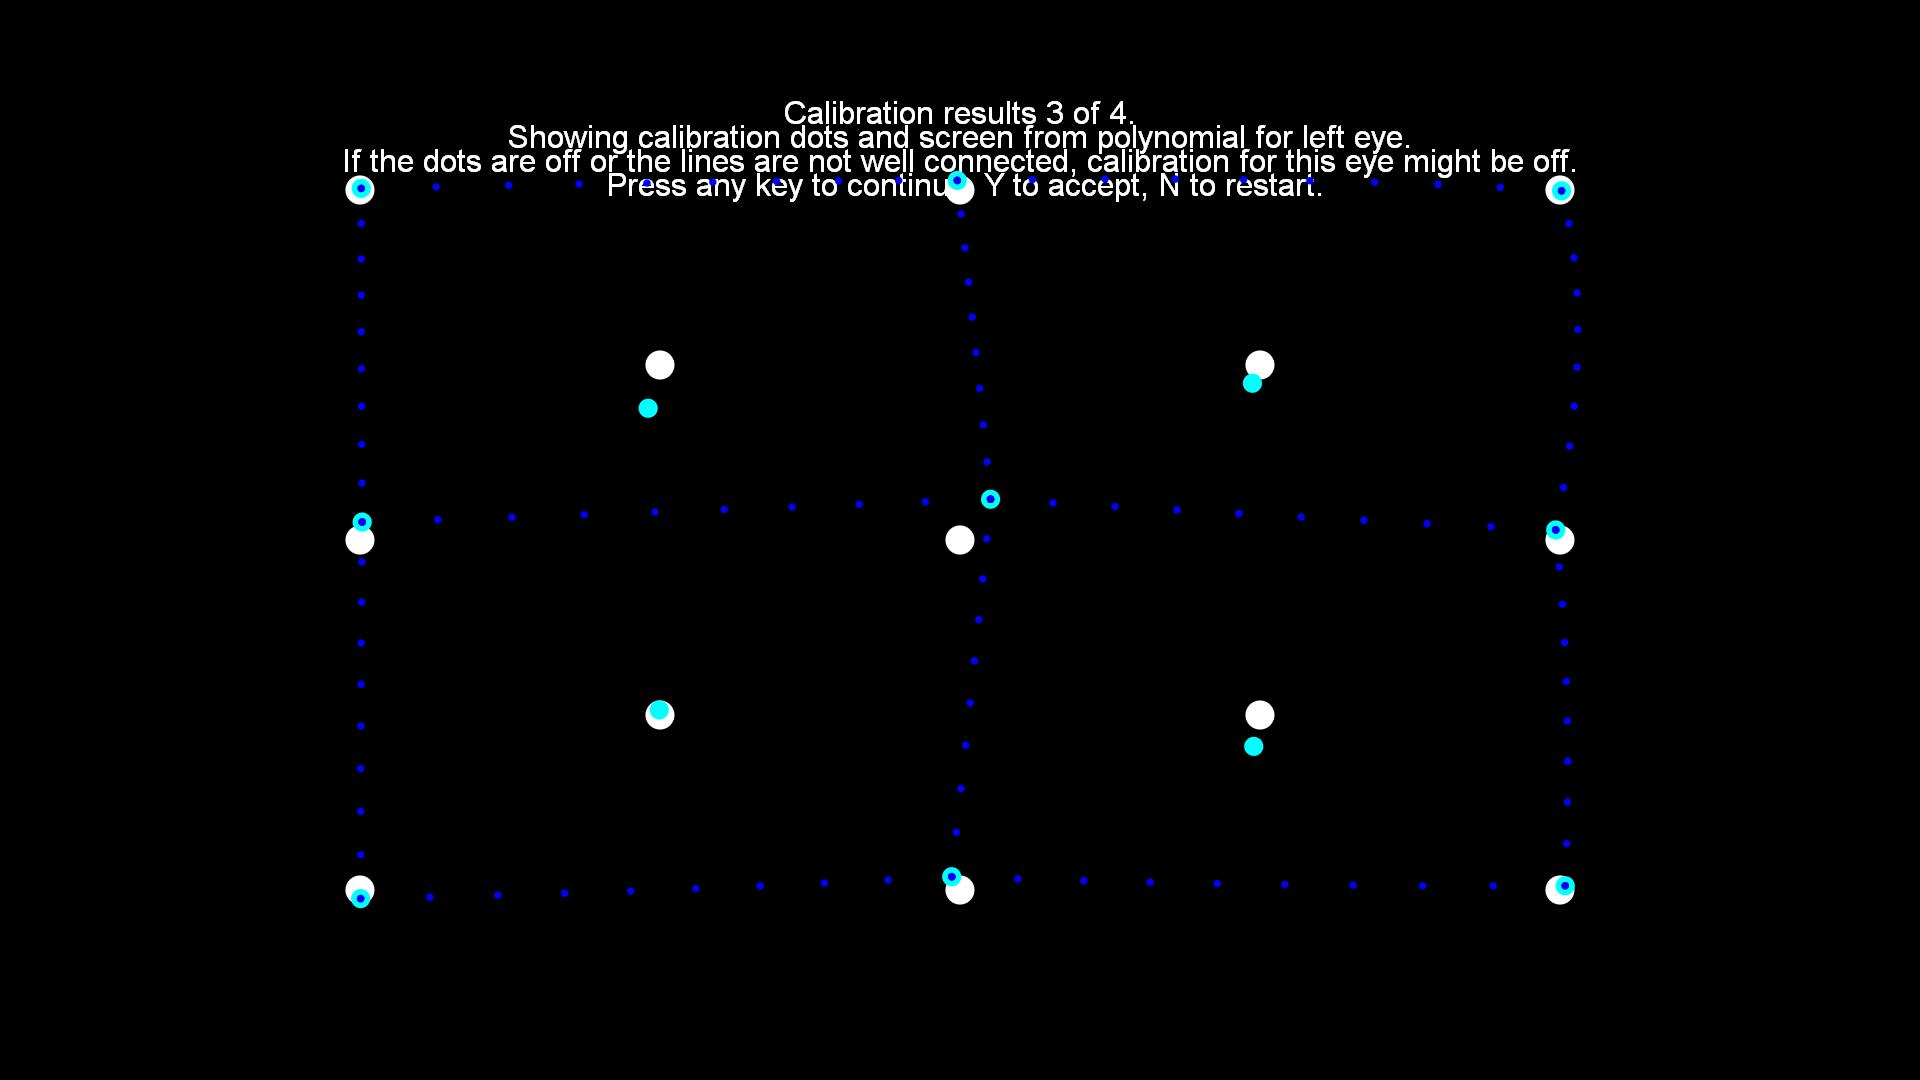 Calibration results 3 of 4.
Showing calibration dots and screen from polynomial for left eye.
If the dots are off or the lines are not well connected, calibration for this eye might be off.
Press any key to continue, Y to accept, N to restart.